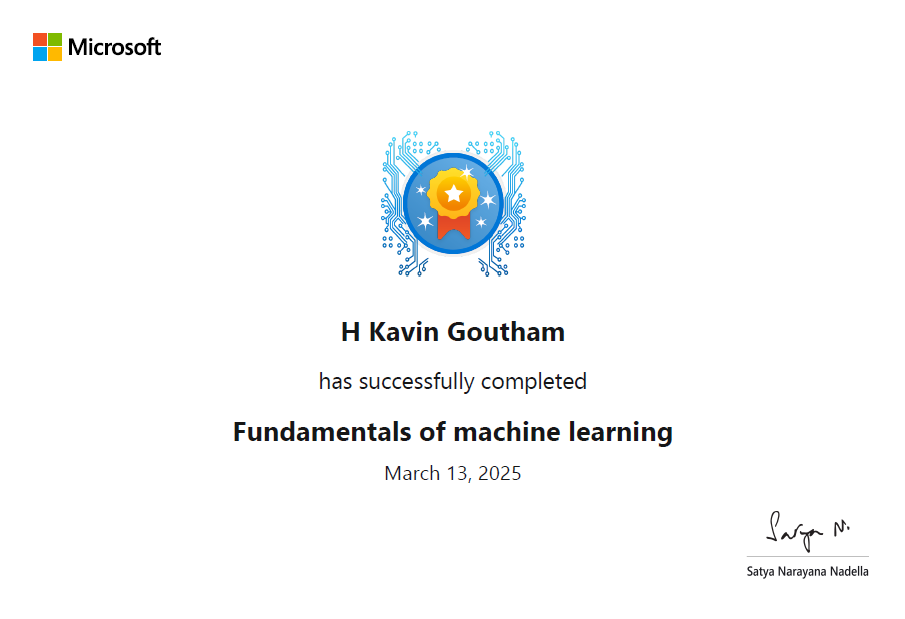 Microsoft
H Kavin Goutham
has successfully completed
Fundamentals of machine learning
March 13, 2025
Satya N.
Satya Narayana Nadella